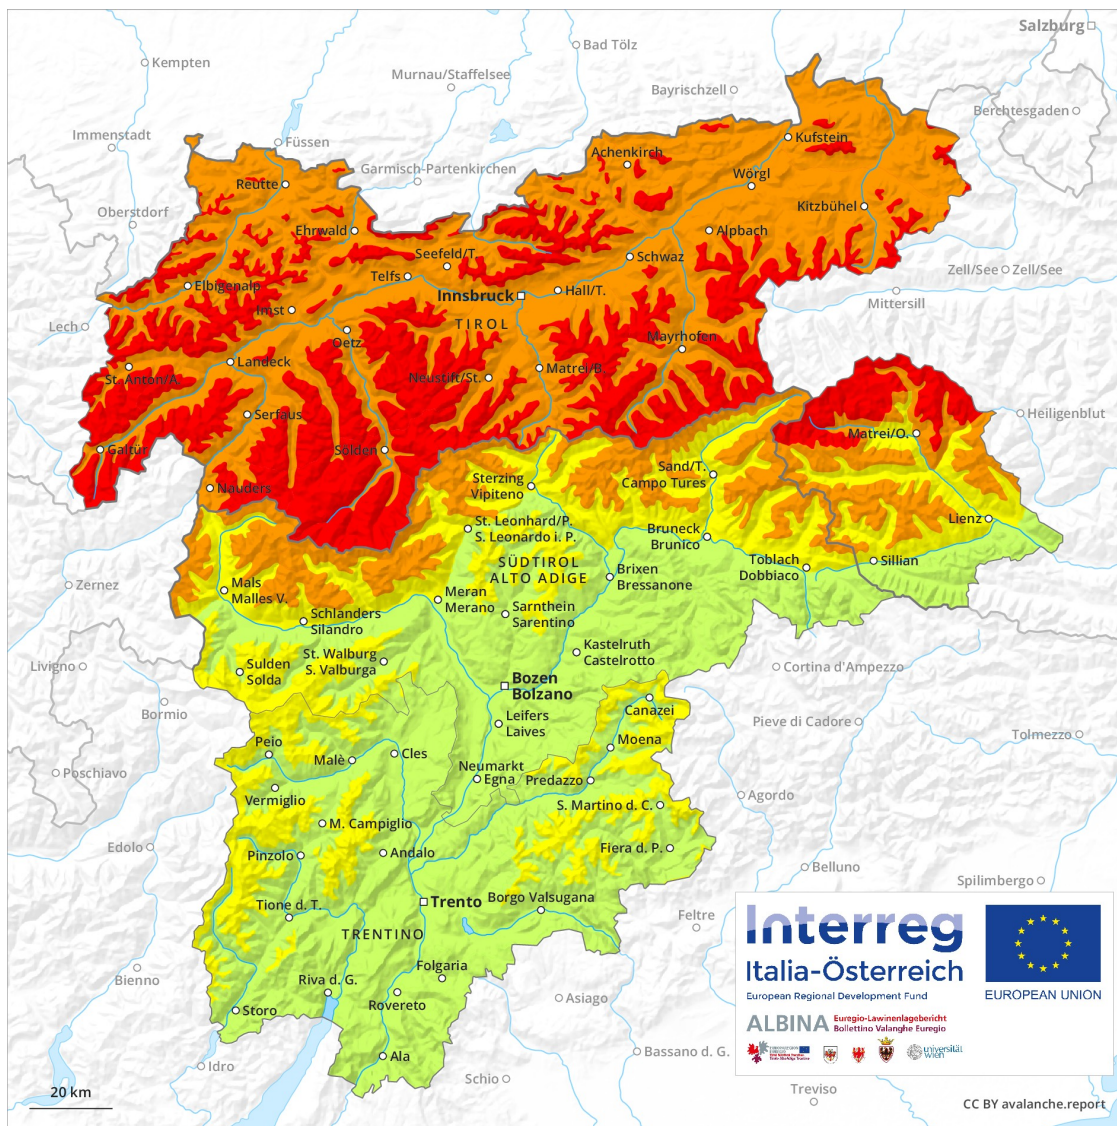 Salzburg
Bad Tölz
Kempten
Murnau/Staffelsee
Bayrischzell
Berchtesgaden
Immenstadt
Füssen
Kufstein
Achenkirch
Garmisch-Partenkirchen
Wörgl
Reutte
Oberstdorf
Kitzbühel
Ehrwald
Alpbach
Seefeld/T.
Schwaz
Telfs
Zell/See
Zell/See
Elbigenalp
Innsbruck
Hall/T.
Mittersill
Imst
TIROL
Lech
Oetz
Mayrhofen
Landeck
St. Anton/A.
Neustift/St.
Matrei/B.
Serfaus
Heiligenblut
Galtür
Sölden
Matrei/O.
Nauders
Sterzing
Vipiteno
Sand/T.
Campo Tures
St. Leonhard/P.
S. Leonardo i. P.
Bruneck
Brunico
Lienz
SÜDTIROL
ALTO ADIGE
Toblach
Dobbiaco
Sillian
Brixen
Bressanone
Zernez
Mals
Malles V.
Meran
Merano
Sarnthein
Sarentino
Schlanders
Silandro
Kastelruth
Castelrotto
St. Walburg
S. Valburga
Livigno
Sulden
Solda
Cortina d'Ampezzo
Bozen
Bolzano
Bormio
Canazei
Leifers
Laives
Pieve di Cadore
Tolmezzo
Peio
Moena
Malè
Cles
Poschiavo
Neumarkt
Egna
Predazzo
Vermiglio
Agordo
S. Martino d. C.
M. Campiglio
Edolo
Pinzolo
Andalo
Fiera d. P.
Belluno
Spilimbergo
Tione d. T.
Trento
Borgo Valsugana
Feltre
TRENTINO
Interreg
Italia-Österreich
European Regional Development Fund
EUROPEAN UNION
Folgaria
Bienno
Riva d. G.
Rovereto
Asiago
Storo
ALBINA
Euregio-Lawinenlagebericht
Bollettino Valanghe Euregio
universität
wien
Ala
Bassano d. G.
Idro
Schio
Treviso
20 km
CC BY avalanche.report